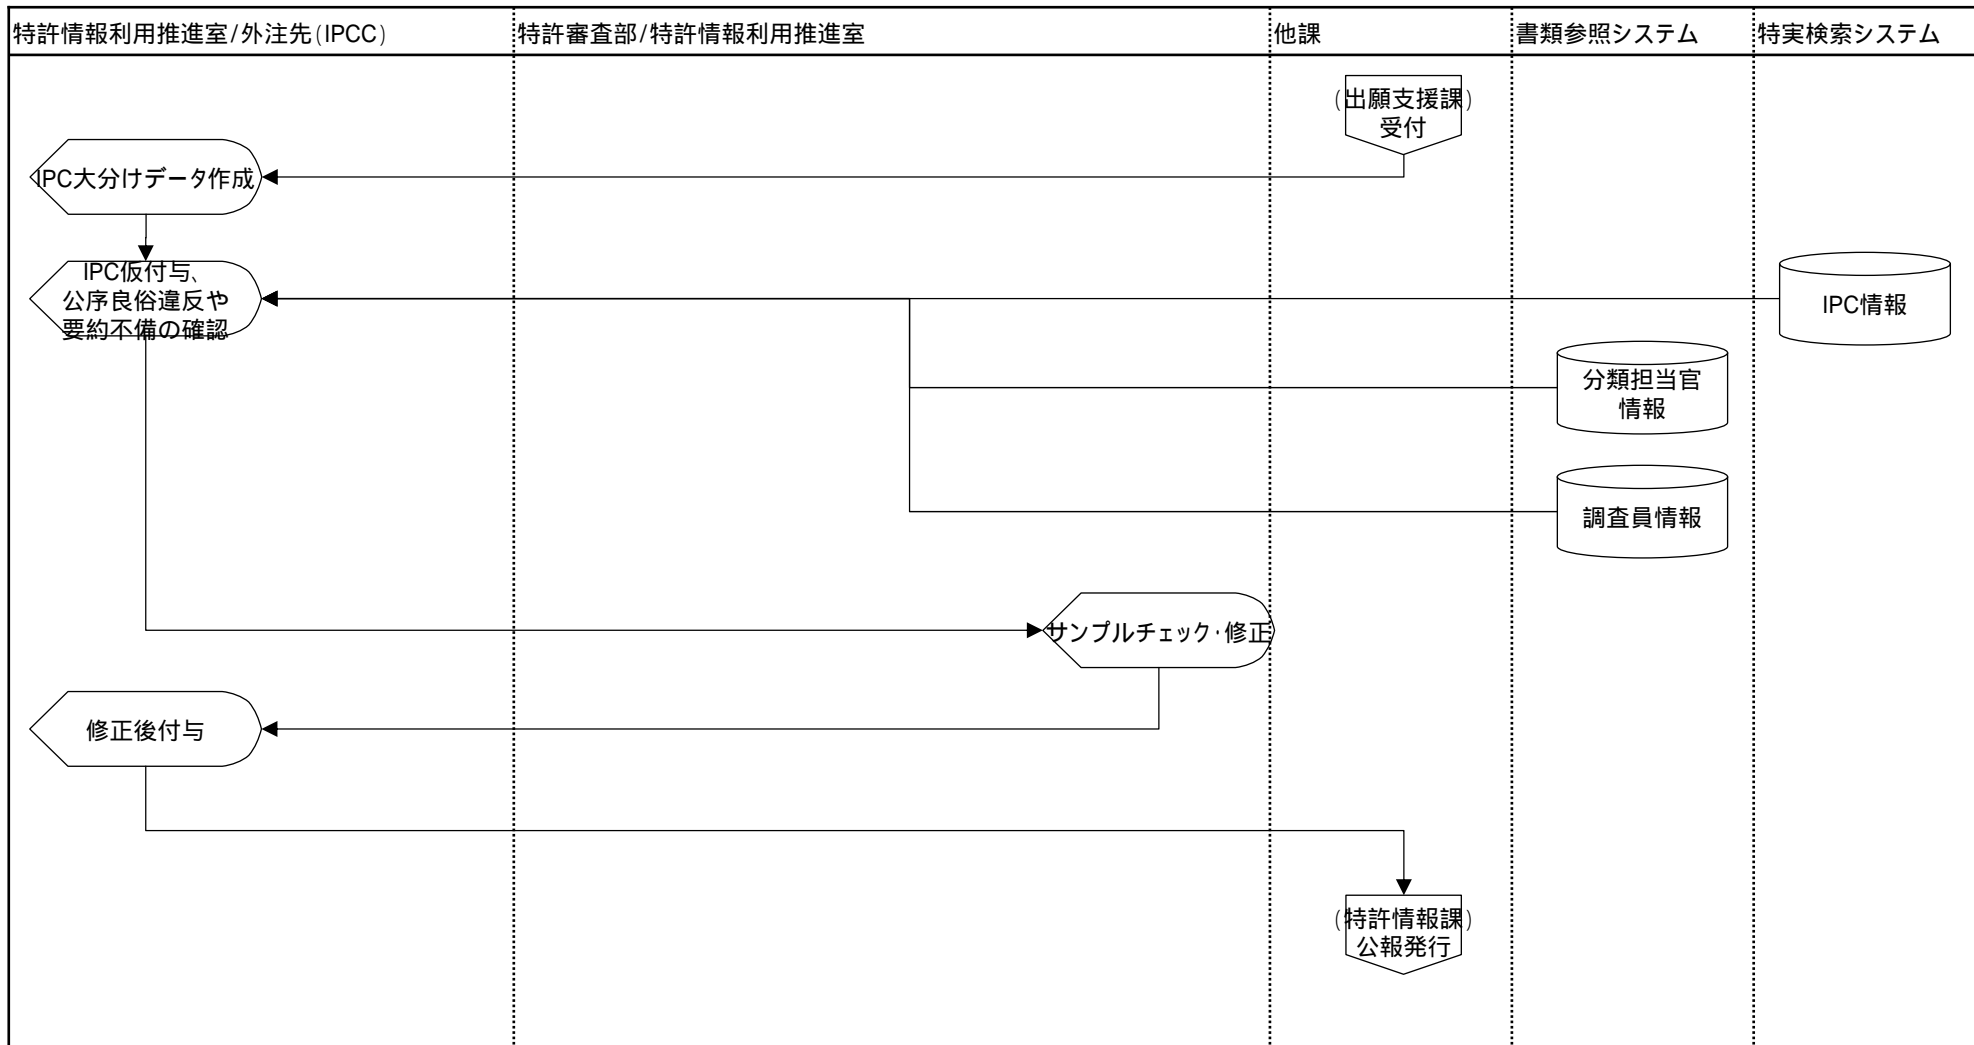 特許情報利用推進室/外注先(IPCC)
特許審査部/特許情報利用推進室
他課
書類参照システム
特実検索システム
(出願支援課)
受付
IPC大分けデータ作成
IPC仮付与、
公序良俗違反や
要約不備の確認
IPC情報
分類担当官
情報
調査員情報
サンプルチェック・修正
修正後付与
(特許情報課)
公報発行